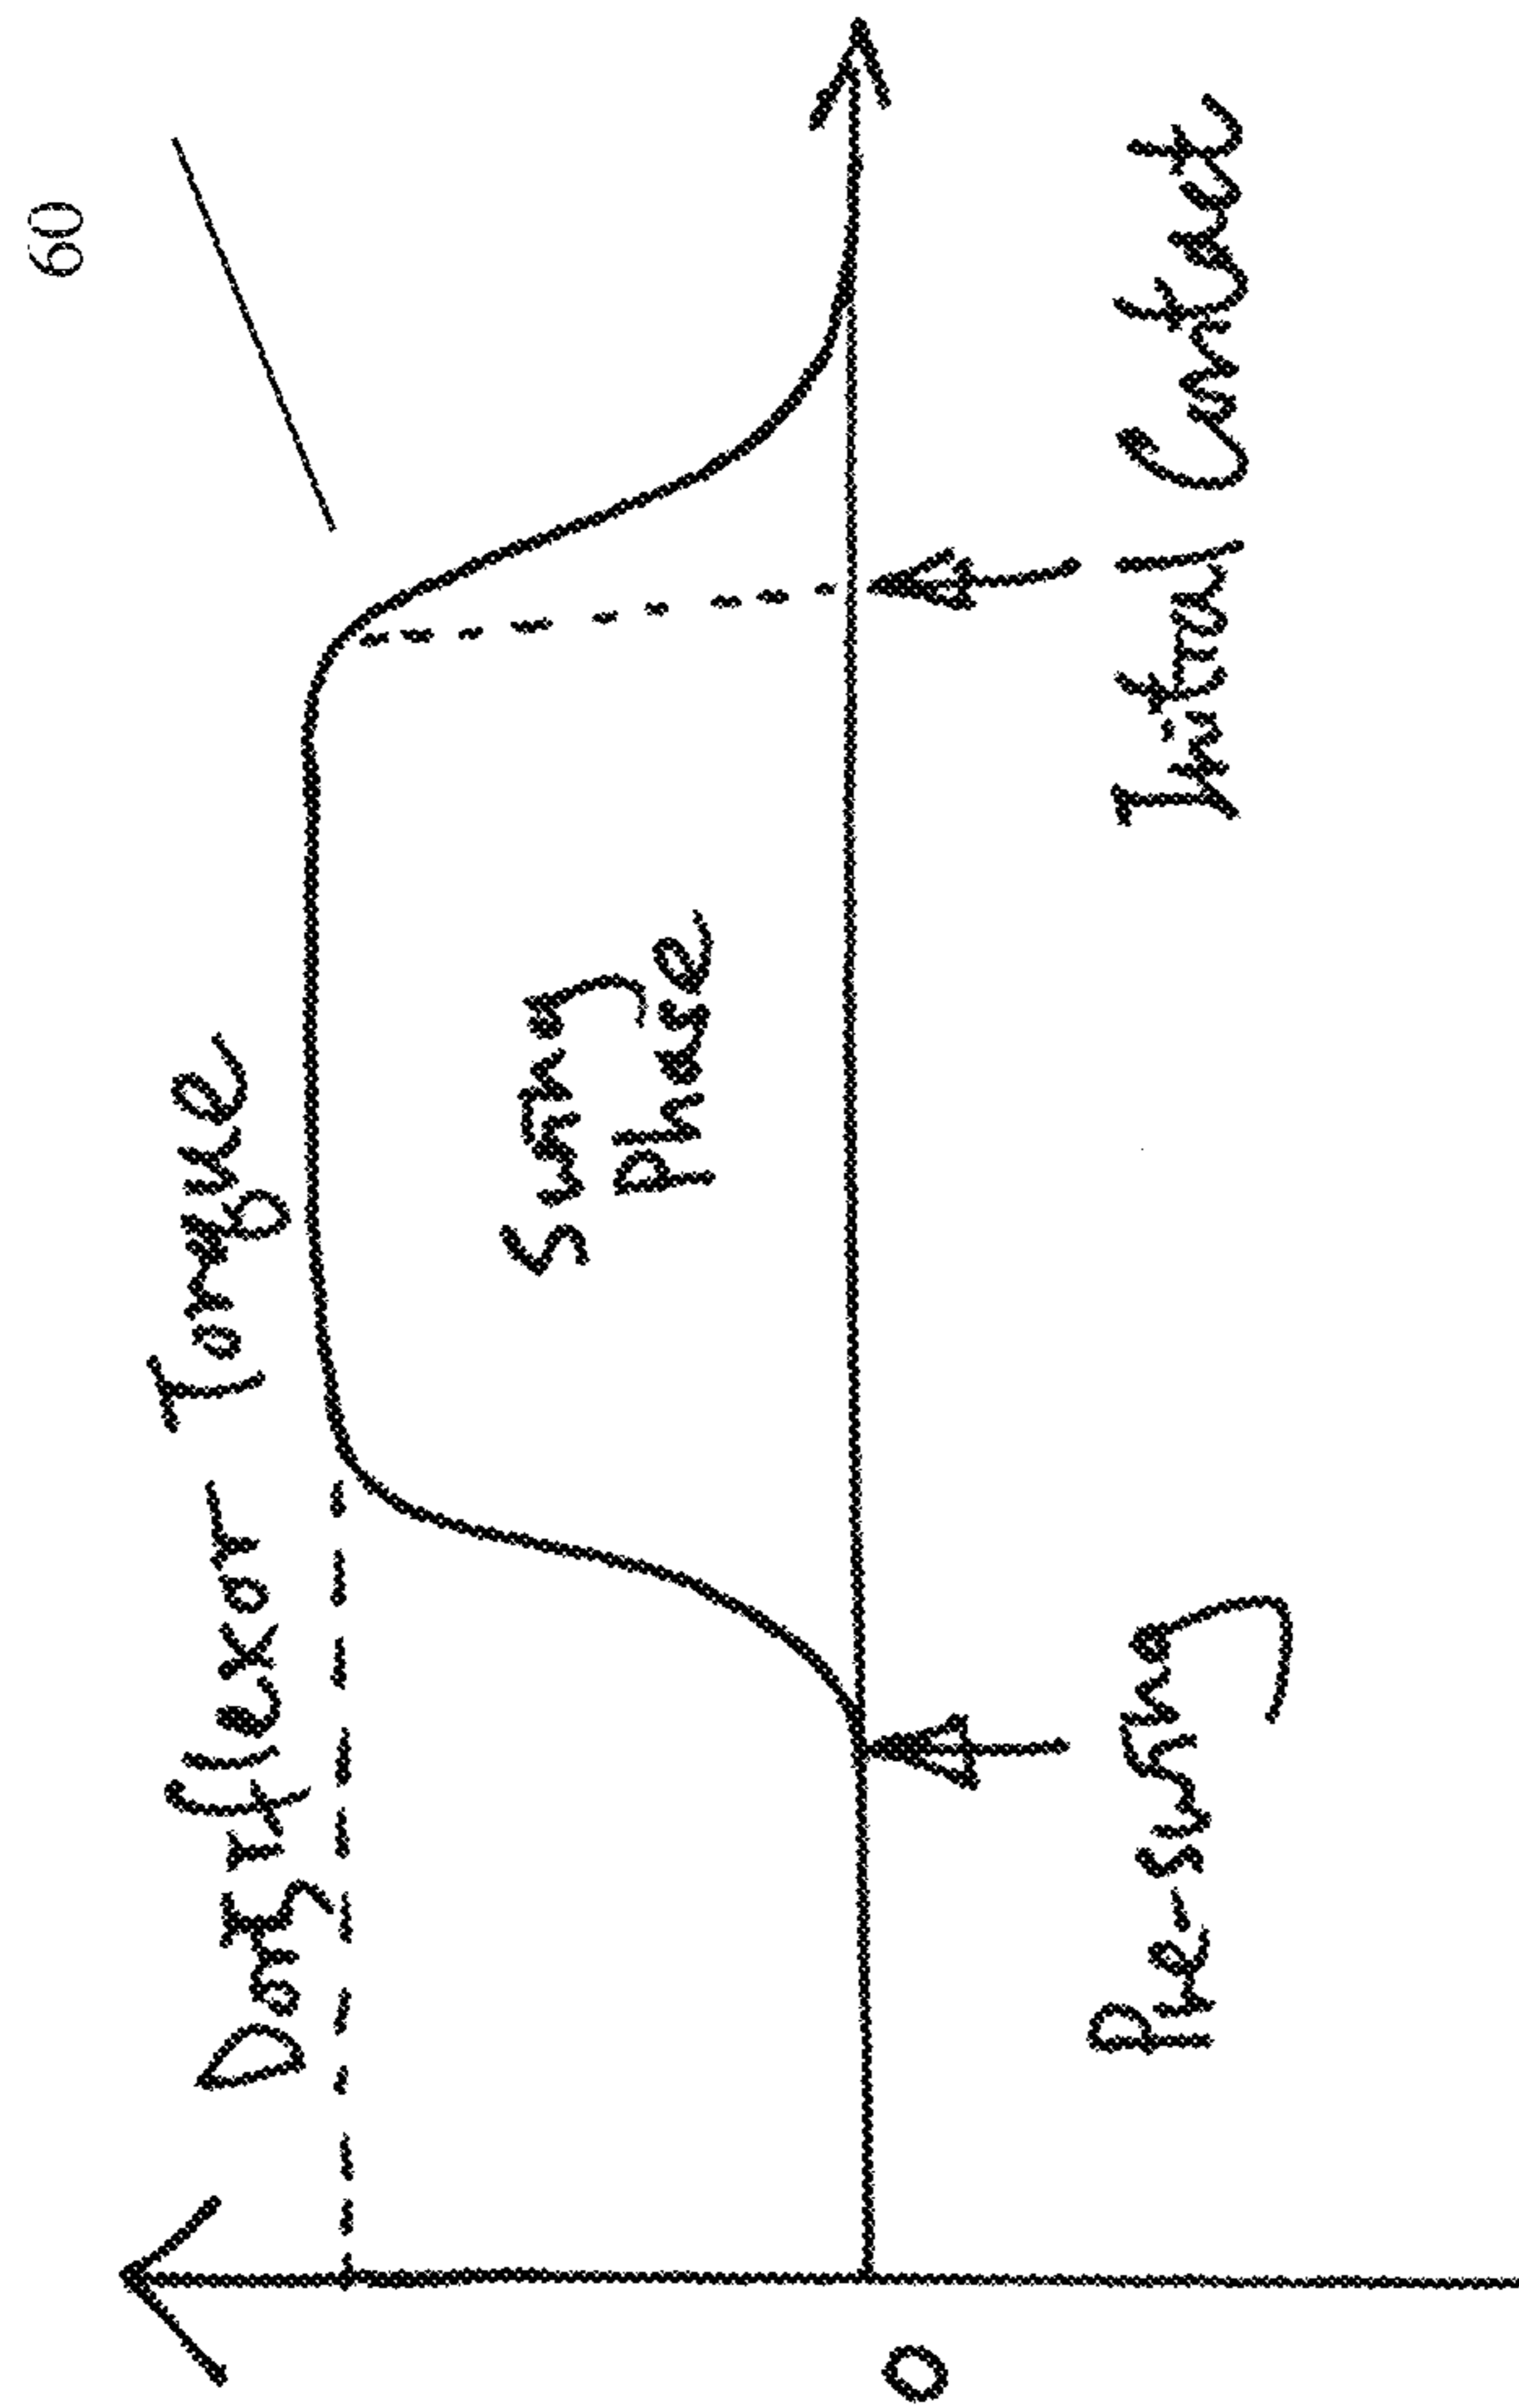 60
Dorsiflexor Torque
Swing
Phase
0
Pre-swing
Initial Contact